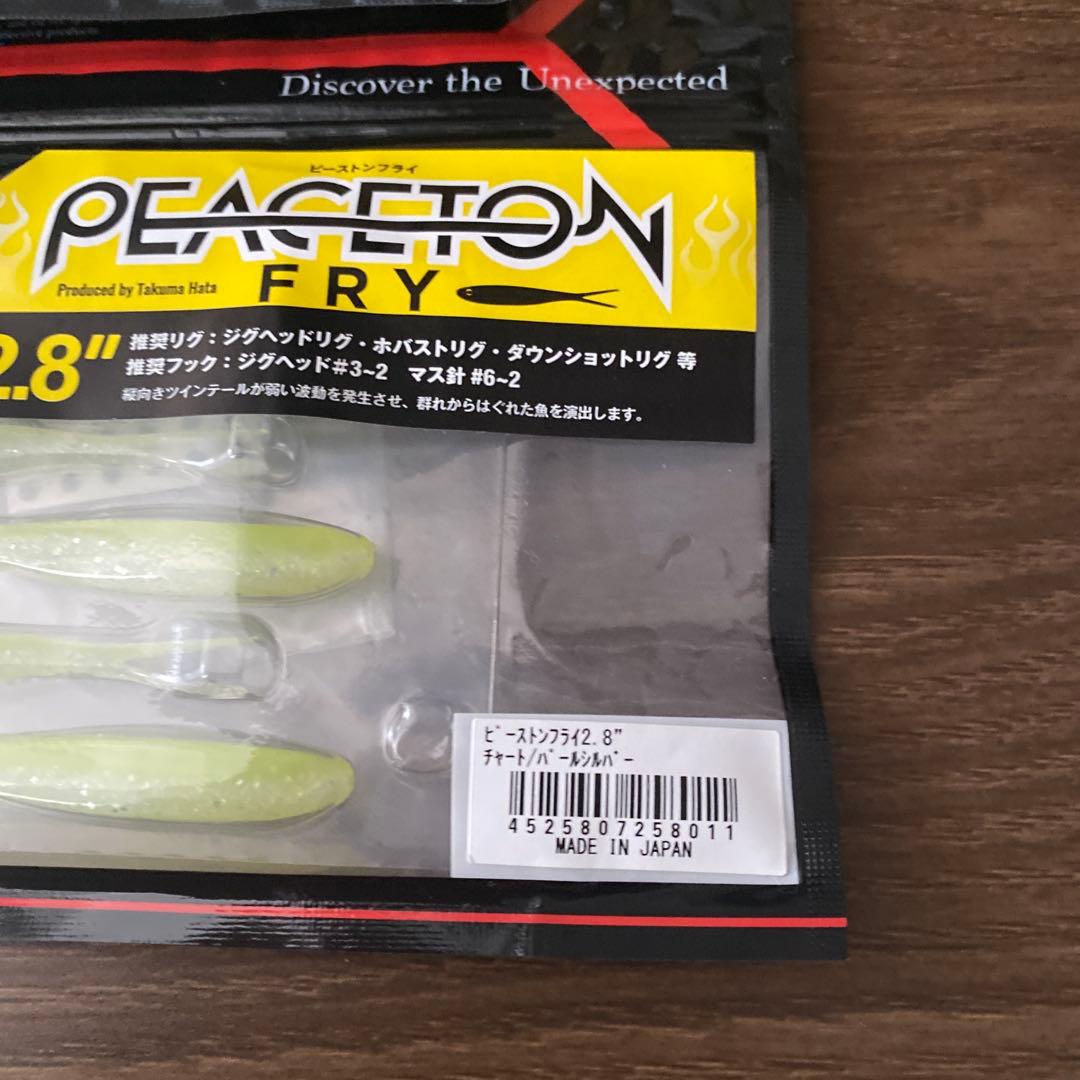 Discover the Unexpected
ピーストンフライ
PEACETON
FRY
Produced by Takuma Hata
2.8"
推奨リグ：ジグヘッドリグ・ホバストリグ・ダウンショットリグ 等
推奨フック：ジグヘッド#3~2 マス針 #6~2
縦向きツインテールが弱い波動を発生させ、群れからはぐれた魚を演出します。
ﾋﾟｰｽﾄﾝﾌﾗｲ2.8"
ﾁｬｰﾄ/ﾊﾟｰﾙｼﾙﾊﾞｰ
4525807258011
MADE IN JAPAN